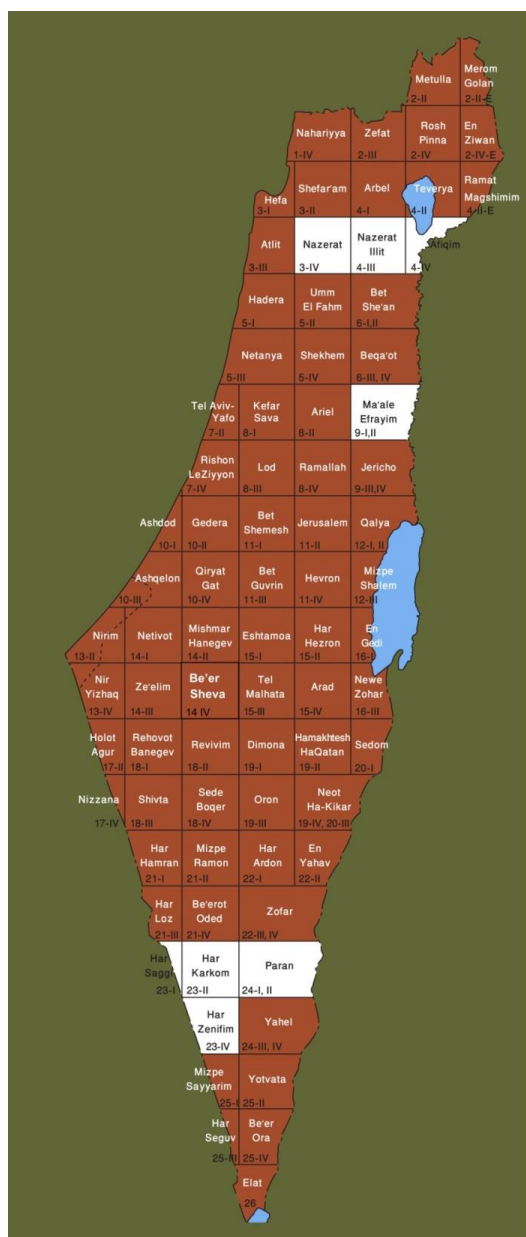 Metulla
2-II
Merom
Golan
2-II-E
Nahariyya
1-IV
Zefat
2-III
Rosh
Pinna
2-IV
En
Ziwan
2-IV-E
Hefa
3-I
Shefar'am
3-II
Arbel
4-I
Teverya
4-II
Ramat
Magshimim
4-II-E
Atlit
3-III
Nazerat
3-IV
Nazerat
Illit
4-III
Afiqim
4-IV
Hadera
5-I
Umm
El Fahm
5-II
Bet
She'an
6-I,II
Netanya
5-III
Shekhem
5-IV
Beqa'ot
6-III, IV
Tel Aviv-
Yafo
7-II
Kefar
Sava
8-I
Ariel
8-II
Ma'ale
Efrayim
9-I,II
Rishon
LeZiyyon
7-IV
Lod
8-III
Ramallah
8-IV
Jericho
9-III,IV
Ashdod
10-I
Gedera
10-II
Bet
Shemesh
11-I
Jerusalem
11-II
Qalya
12-I, II
Ashqelon
10-III
Qiryat
Gat
10-IV
Bet
Guvrin
11-III
Hevron
11-IV
Mizpe
Shalem
12-III
Nirim
13-II
Netivot
14-I
Mishmar
Hanegev
14-II
Eshtamoa
15-I
Har
Hezron
15-II
En
Gedi
16-I
Nir
Yizhaq
13-IV
Ze'elim
14-III
Be'er
Sheva
14 IV
Tel
Malhata
15-III
Arad
15-IV
Newe
Zohar
16-III
Holot
Agur
17-II
Rehovot
Banegev
18-I
Revivim
18-II
Dimona
19-I
Hamakhtesh
HaQatan
19-II
Sedom
20-I
Nizzana
17-IV
Shivta
18-III
Sede
Boqer
18-IV
Oron
19-III
Neot
Ha-Kikar
19-IV, 20-III
Har
Hamran
21-I
Mizpe
Ramon
21-II
Har
Ardon
22-I
En
Yahav
22-II
Har
Loz
21-III
Be'erot
Oded
21-IV
Zofar
22-III, IV
Har
Saggi
23-I
Har
Karkom
23-II
Paran
24-I, II
Har
Zenifim
23-IV
Yahel
24-III, IV
Mizpe
Sayyarim
25-I
Yotvata
25-II
Har
Seguv
25-III
Be'er
Ora
25-IV
Elat
26